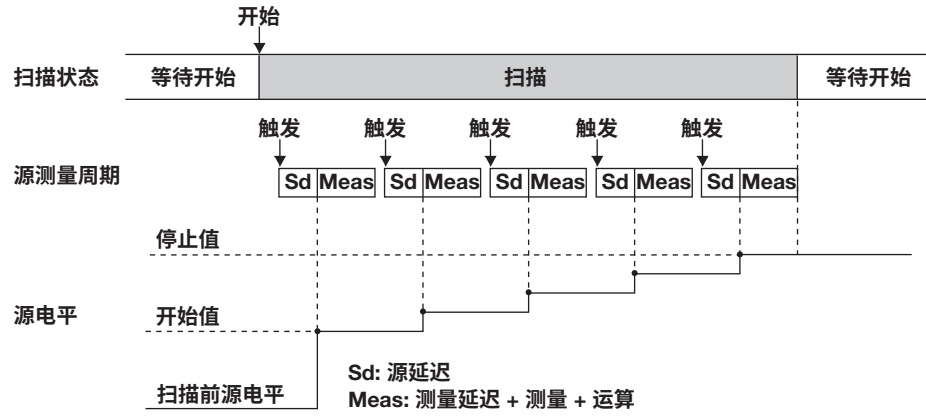 开始
扫描状态 等待开始 扫描 等待开始
触发 触发 触发 触发 触发
源测量周期 Sd Meas Sd Meas Sd Meas Sd Meas Sd Meas
停止值
源电平 开始值
扫描前源电平
Sd: 源延迟
Meas: 测量延迟 + 测量 + 运算